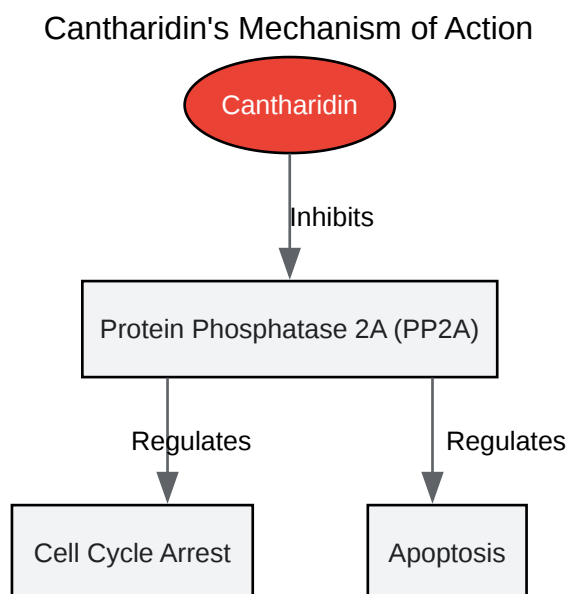 Cantharidin's Mechanism of Action
Cantharidin
Inhibits
Protein Phosphatase 2A (PP2A)
Regulates
Regulates
Cell Cycle Arrest
Apoptosis